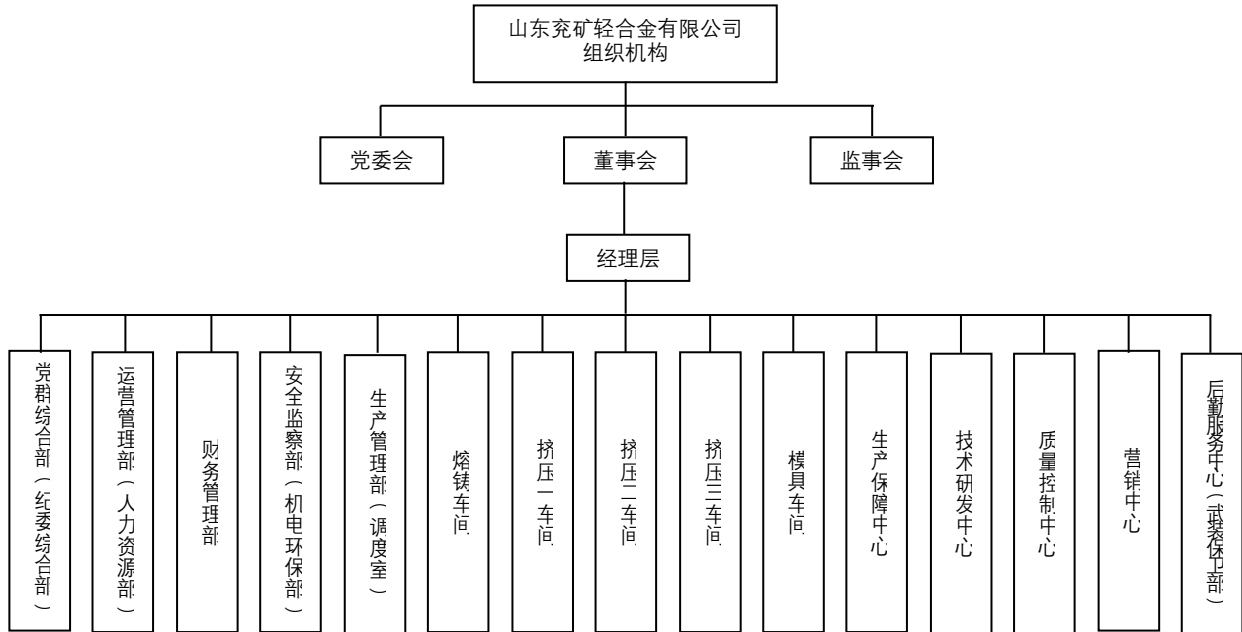 山东兖矿轻合金有限公司
组织机构
党委会
董事会
监事会
经理层
党群综合部（纪委综合部）
运营管理部（人力资源部）
财务管理部
安全监察部（机电环保部）
生产管理部（调度室）
熔铸车间
挤压一车间
挤压二车间
挤压三车间
模具车间
生产保障中心
技术研发中心
质量控制中心
营销中心
后勤服务中心（武装保卫部）